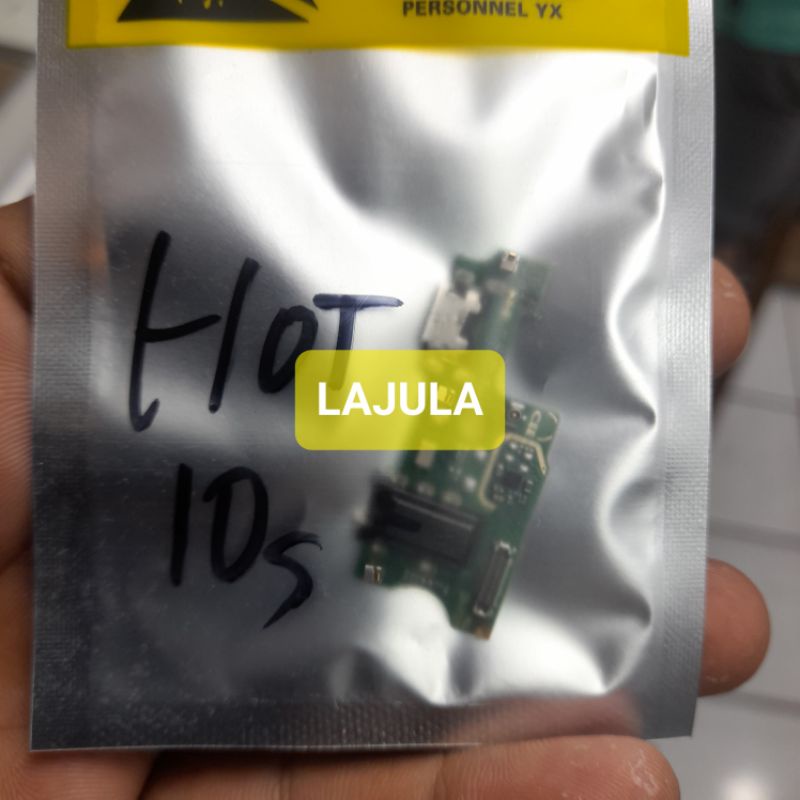 PERSONNEL YX
HOT
LAJULA
10s